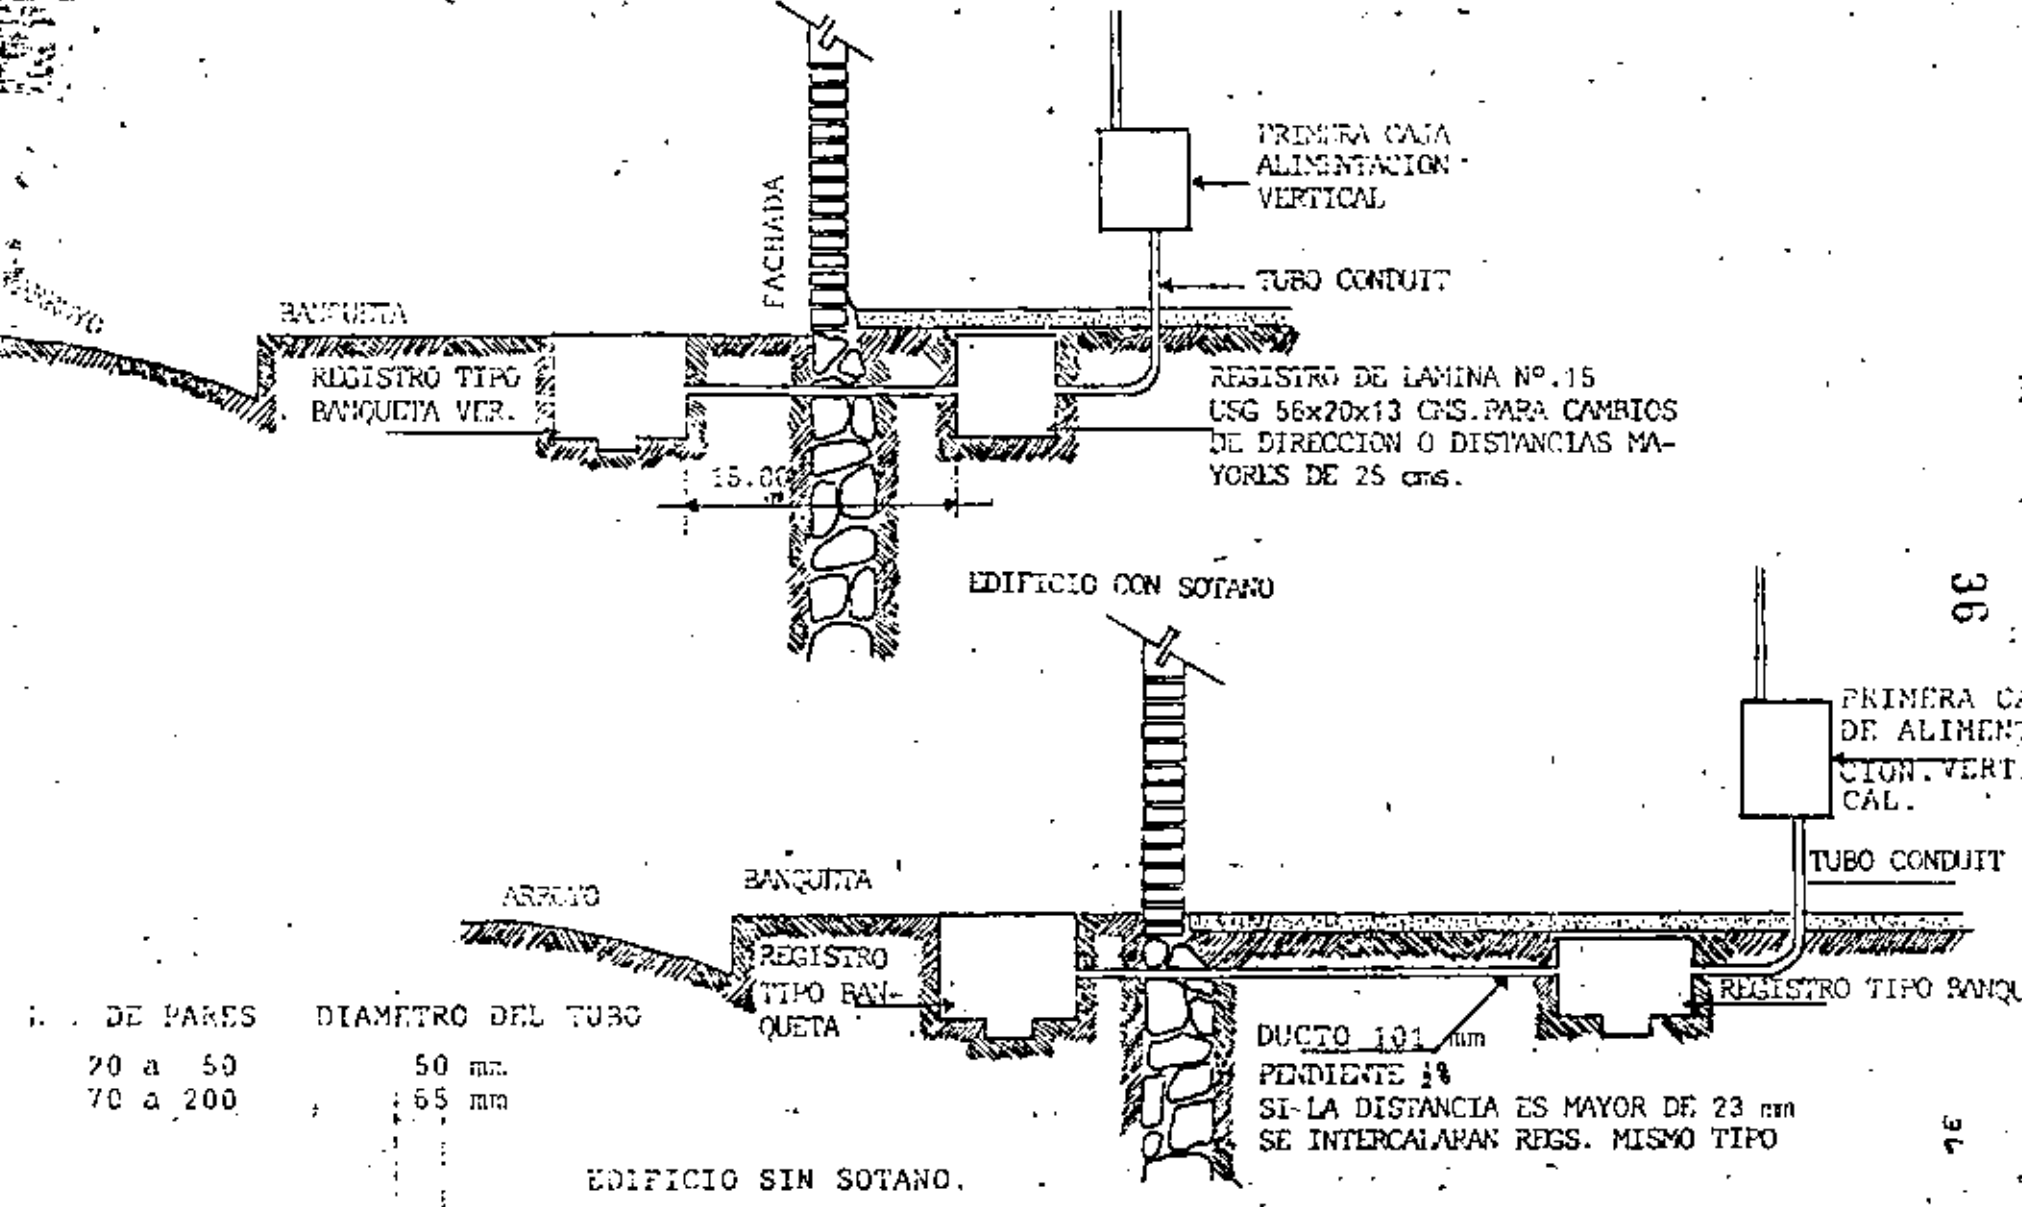 PRIMERA CAJA
ALIMENTACION
VERTICAL
FACHADA
TUBO CONDUIT
BANQUETA
REGISTRO TIPO
BANQUETA VER.
REGISTRO DE LAMINA Nº.15
USG 56x20x13 CMS.PARA CAMBIOS
DE DIRECCION O DISTANCIAS MA-
YORES DE 25 cms.
15.00
EDIFICIO CON SOTANO
36
PRIMERA CA
DE ALIMENT
CION.VERT
CAL.
TUBO CONDUIT
BANQUETA
ARROYO
REGISTRO
TIPO BAN-
QUETA
REGISTRO TIPO BANQU
DE PARES DIAMETRO DEL TUBO
20 a 50 50 mm
70 a 200 65 mm
DUCTO 101 mm
PENDIENTE ½%
SI LA DISTANCIA ES MAYOR DE 23 mm
SE INTERCALARAN REGS. MISMO TIPO
EDIFICIO SIN SOTANO.